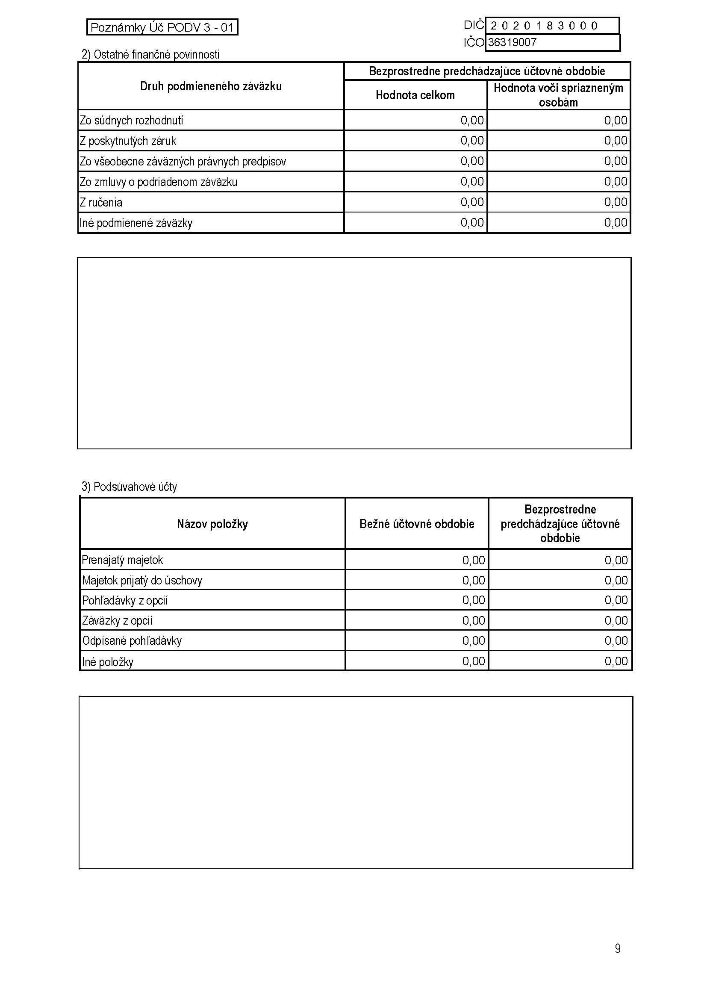 Poznámky Úč PODV 3 - 01
DIČ 2 0 2 0 1 8 3 0 0 0
IČO 36319007
2) Ostatné finančné povinnosti
Druh podmieneného záväzku
Bezprostredne predchádzajúce účtovné obdobie
Hodnota celkom
Hodnota voči spriazneným
osobám
Zo súdnych rozhodnutí 0,00 0,00
Z poskytnutých záruk 0,00 0,00
Zo všeobecne záväzných právnych predpisov 0,00 0,00
Zo zmluvy o podriadenom záväzku 0,00 0,00
Z ručenia 0,00 0,00
Iné podmienené záväzky 0,00 0,00
3) Podsúvahové účty
Názov položky
Bežné účtovné obdobie
Bezprostredne
predchádzajúce účtovné
obdobie
Prenajatý majetok 0,00 0,00
Majetok prijatý do úschovy 0,00 0,00
Pohľadávky z opcií 0,00 0,00
Záväzky z opcií 0,00 0,00
Odpísané pohľadávky 0,00 0,00
Iné položky 0,00 0,00
9